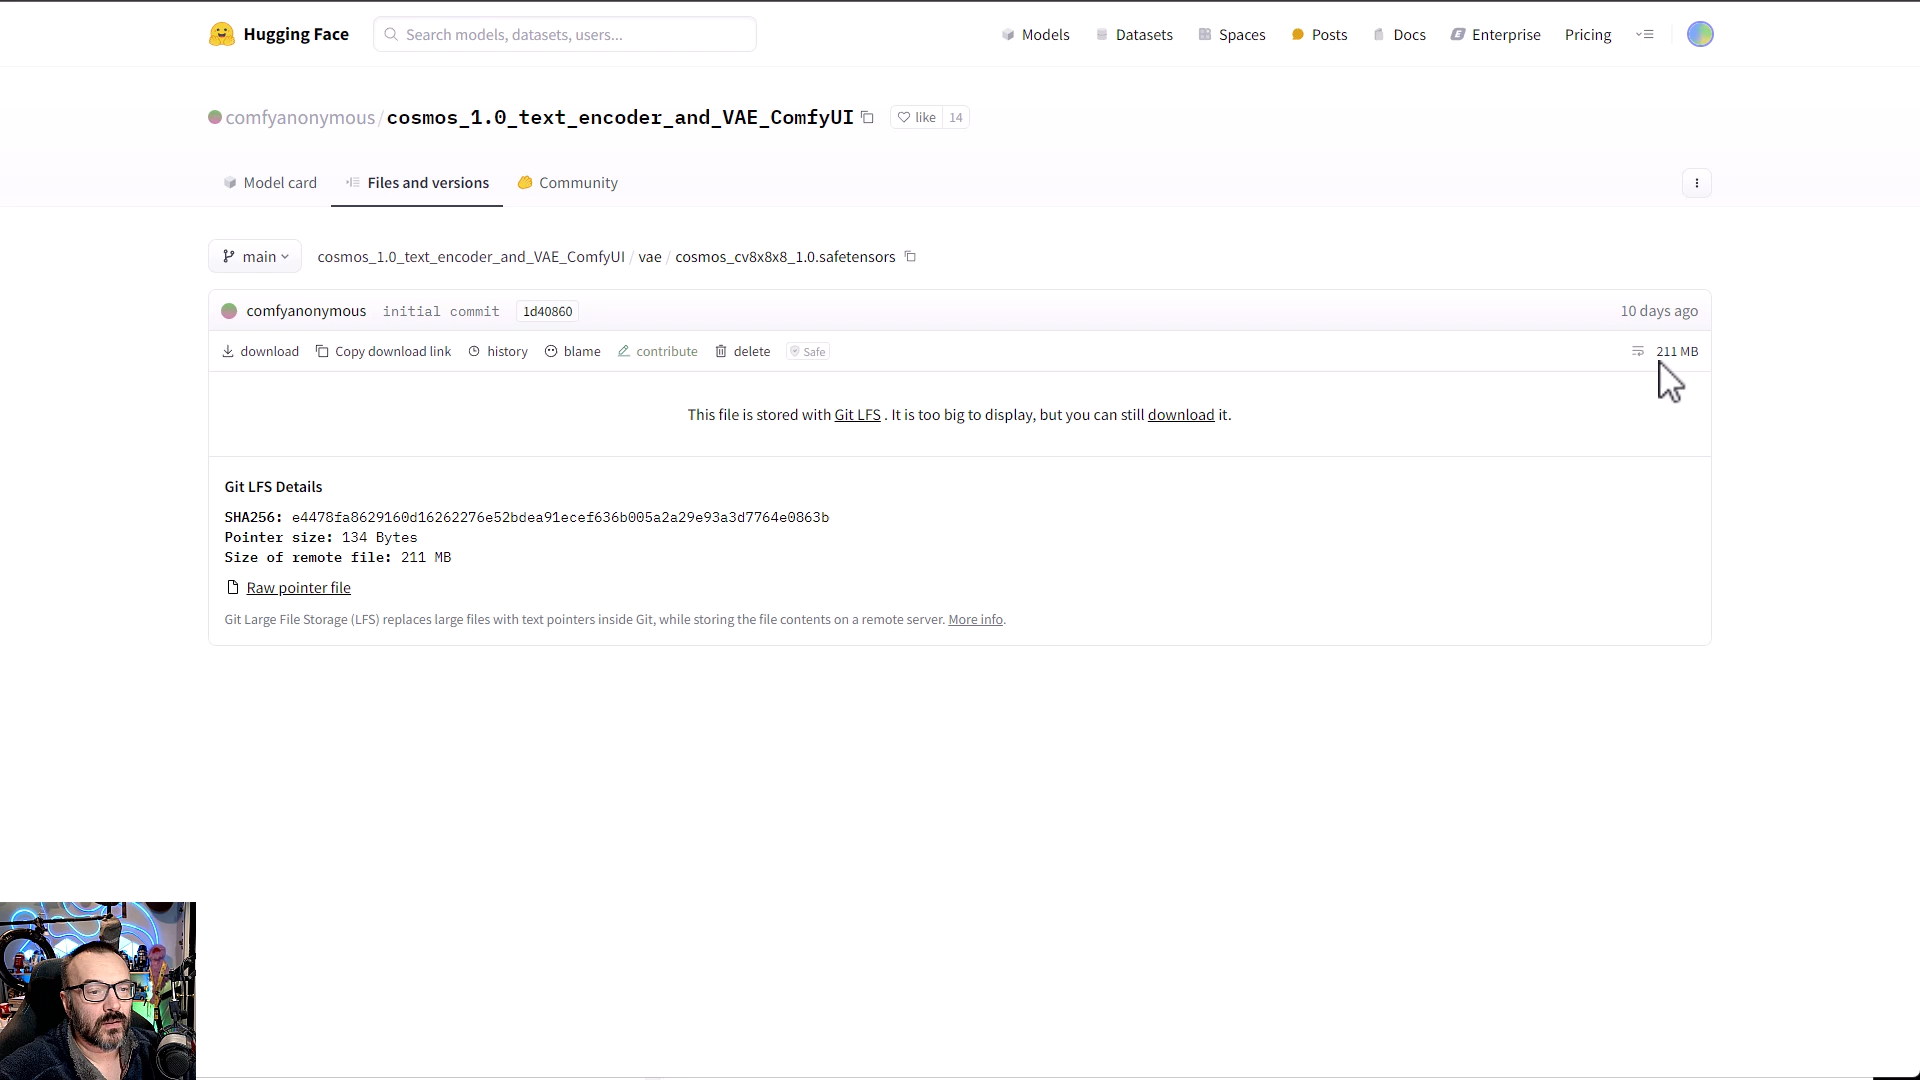 Hugging Face
Search models, datasets, users...
Models
Datasets
Spaces
Posts
Docs
Enterprise
Pricing
comfyanonymous/cosmos_1.0_text_encoder_and_VAE_ComfyUI
like 14
Model card
Files and versions
Community
main
cosmos_1.0_text_encoder_and_VAE_ComfyUI / vae / cosmos_cv8x8x8_1.0.safetensors
comfyanonymous initial commit 1d40860 10 days ago
download Copy download link history blame contribute delete Safe 211 MB
This file is stored with Git LFS . It is too big to display, but you can still download it.
Git LFS Details
SHA256: e4478fa8629160d16262276e52bdea91ecef636b005a2a29e93a3d7764e0863b
Pointer size: 134 Bytes
Size of remote file: 211 MB
Raw pointer file
Git Large File Storage (LFS) replaces large files with text pointers inside Git, while storing the file contents on a remote server. More info.